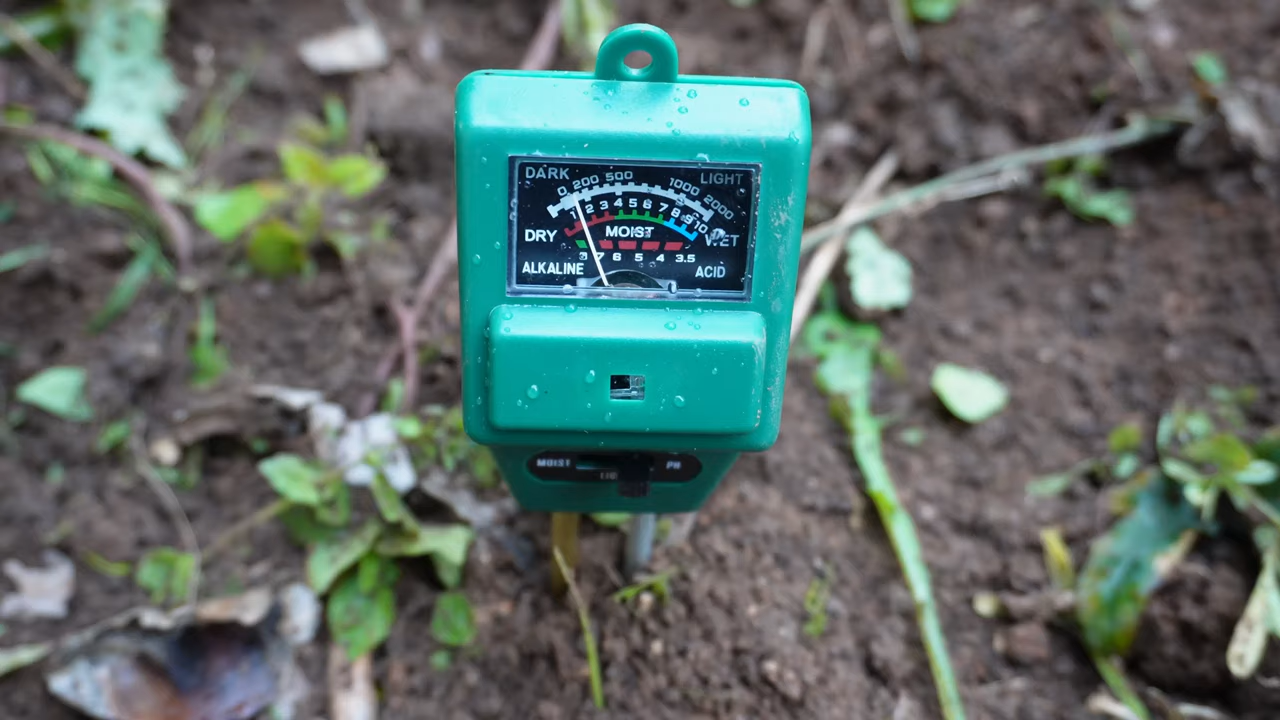 DARK LIGHT
0 200 500 1000 2000
1 2 3 4 5 6 7 8 9 10
DRY MOIST WET
8 7 6 5 4 3.5
ALKALINE ACID
MOIST PH